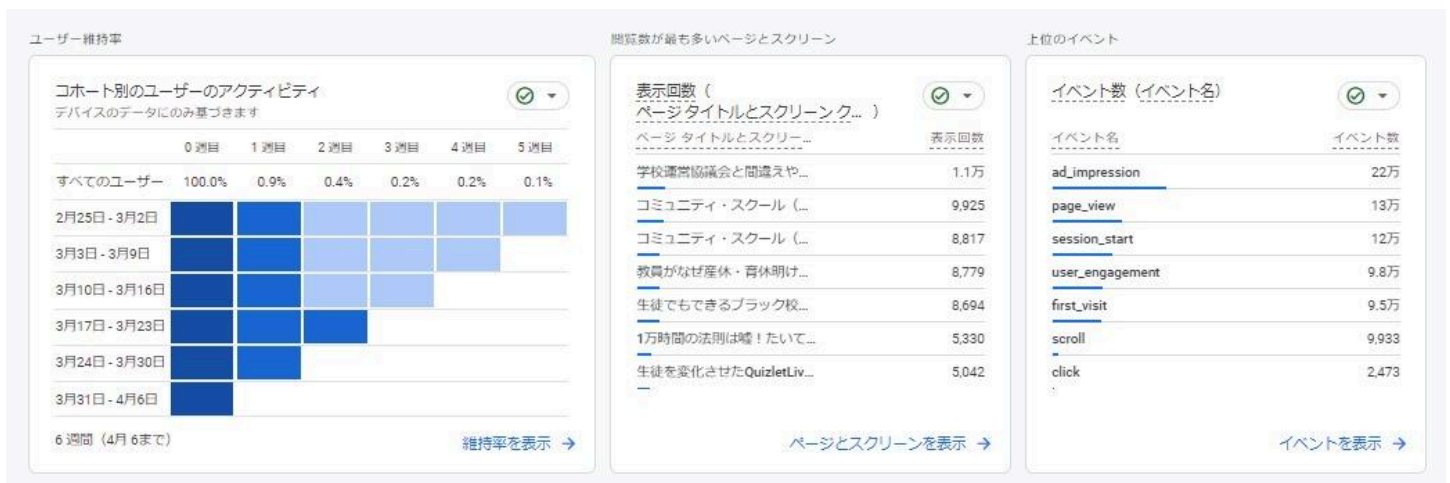 ユーザー維持率
コホート別のユーザーのアクティビティ
デバイスのデータにのみ基づきます
0 週目 1 週目 2 週目 3 週目 4 週目 5 週目
すべてのユーザー 100.0% 0.9% 0.4% 0.2% 0.2% 0.1%
2月25日 - 3月2日
3月3日 - 3月9日
3月10日 - 3月16日
3月17日 - 3月23日
3月24日 - 3月30日
3月31日 - 4月6日
6 週間（4月 6まで）
維持率を表示 →
閲覧数が最も多いページとスクリーン
表示回数（
ページ タイトルとスクリーン ク... ）
ページ タイトルとスクリー... 表示回数
学校運営協議会と間違えや... 1.1万
コミュニティ・スクール（... 9,925
コミュニティ・スクール（... 8,817
教員がなぜ産休・育休明け... 8,779
生徒でもできるブラック校... 8,694
1万時間の法則は嘘！たいて... 5,330
生徒を変化させたQuizletLiv... 5,042
ページとスクリーンを表示 →
上位のイベント
イベント数（イベント名）
イベント名 イベント数
ad_impression 22万
page_view 13万
session_start 12万
user_engagement 9.8万
first_visit 9.5万
scroll 9,933
click 2,473
イベントを表示 →